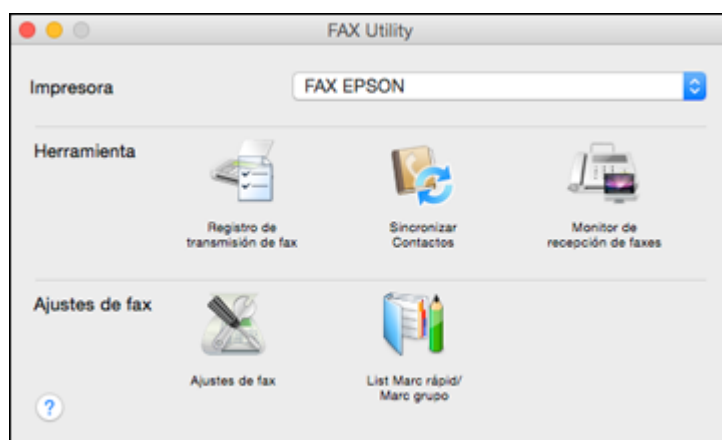 FAX Utility
Impresora
FAX EPSON
Herramienta
Registro de
transmisión de fax
Sincronizar
Contactos
Monitor de
recepción de faxes
Ajustes de fax
Ajustes de fax
List Marc rápid/
Marc grupo
?